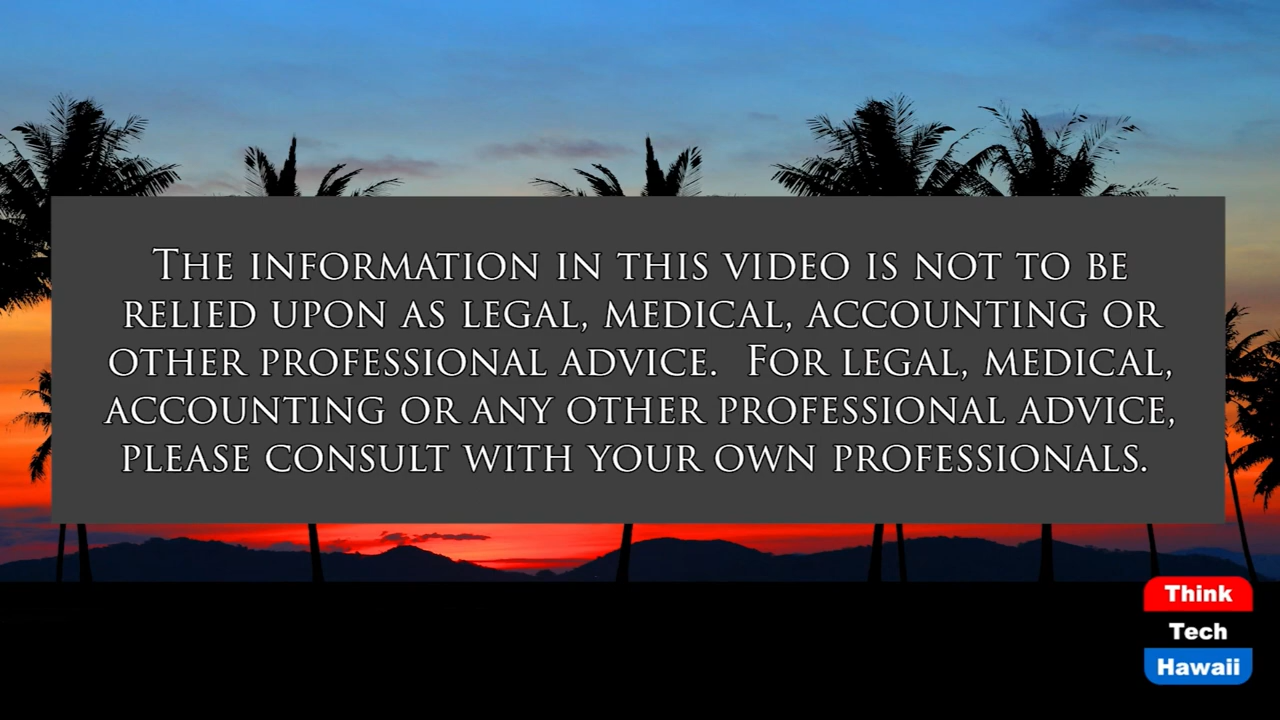 The information in this video is not to be
relied upon as legal, medical, accounting or
other professional advice. For legal, medical,
accounting or any other professional advice,
please consult with your own professionals.
Think
Tech
Hawaii